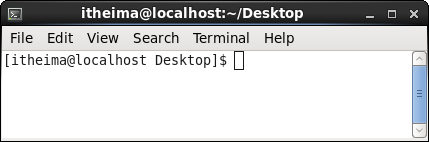 itheima@localhost:~/Desktop
File Edit View Search Terminal Help
[itheima@localhost Desktop]$